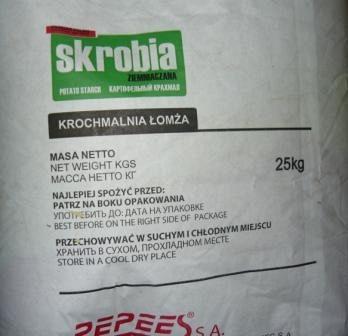 skrobia
ZIEMNIACZANA
POTATO STARCH КАРТОФЕЛЬНЫЙ КРАХМАЛ
KROCHMALNIA ŁOMŻA
MASA NETTO
NET WEIGHT KGS 25kg
МАССА НЕТТО КГ
NAJLEPIEJ SPOŻYĆ PRZED:
PATRZ NA BOKU OPAKOWANIA
УПОТРЕБИТЬ ДО: ДАТА НА УПАКОВКЕ
BEST BEFORE ON THE RIGHT SIDE OF PACKAGE
PRZECHOWYWAĆ W SUCHYM I CHŁODNYM MIEJSCU
ХРАНИТЬ В СУХОМ, ПРОХЛАДНОМ МЕСТЕ
STORE IN A COOL DRY PLACE
PEPEES S.A.